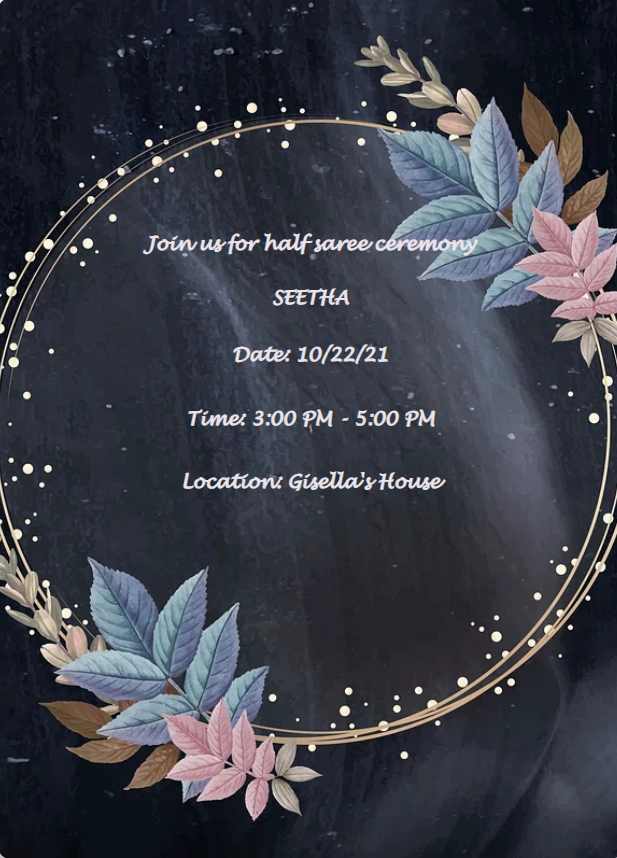 Join us for half saree ceremony
SEETHA
Date: 10/22/21
Time: 3:00 PM - 5:00 PM
Location: Gisella's House